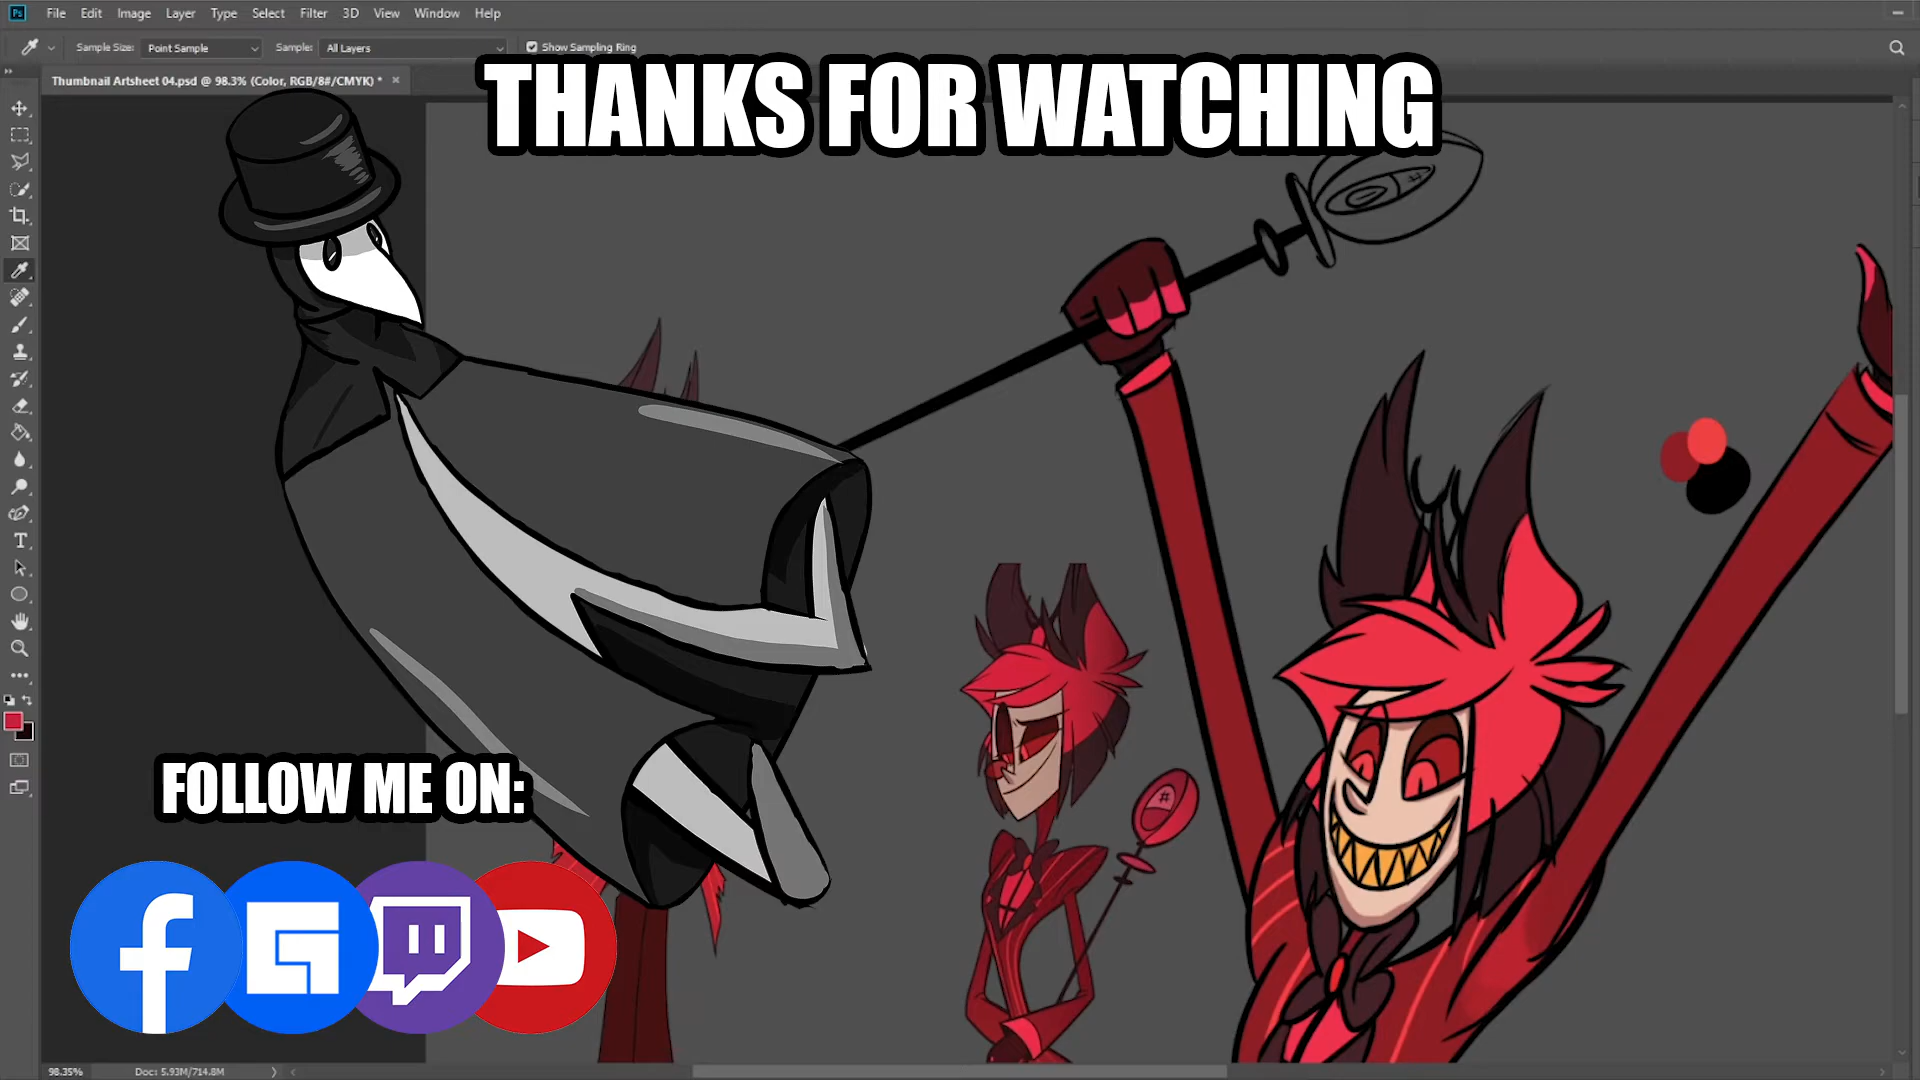 Ps File Edit Image Layer Type Select Filter 3D View Window Help
Sample Size: Point Sample Sample: All Layers Show Sampling Ring
Thumbnail Artsheet 04.psd @ 98.3% (Color, RGB/8#/CMYK) *
THANKS FOR WATCHING
FOLLOW ME ON:
98.35% Doc: 5.93M/714.8M